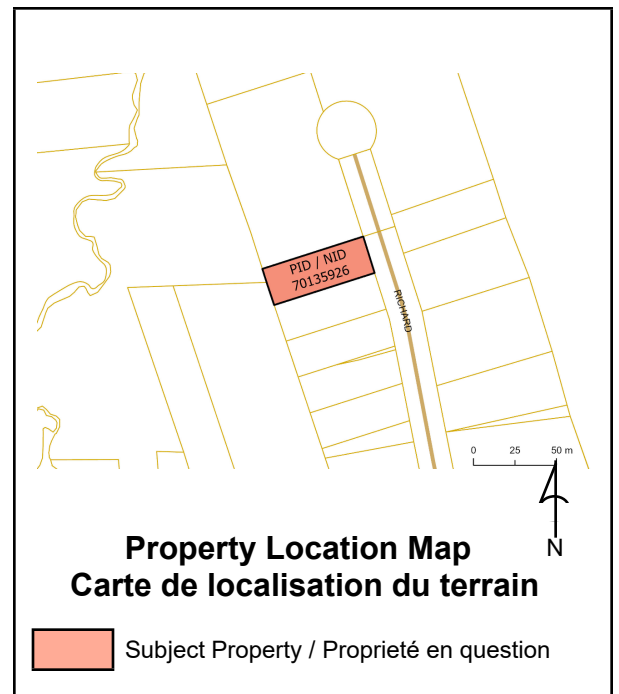 PID / NID
70135926
RICHARD
0 25 50 m
N
Property Location Map
Carte de localisation du terrain
Subject Property / Proprieté en question